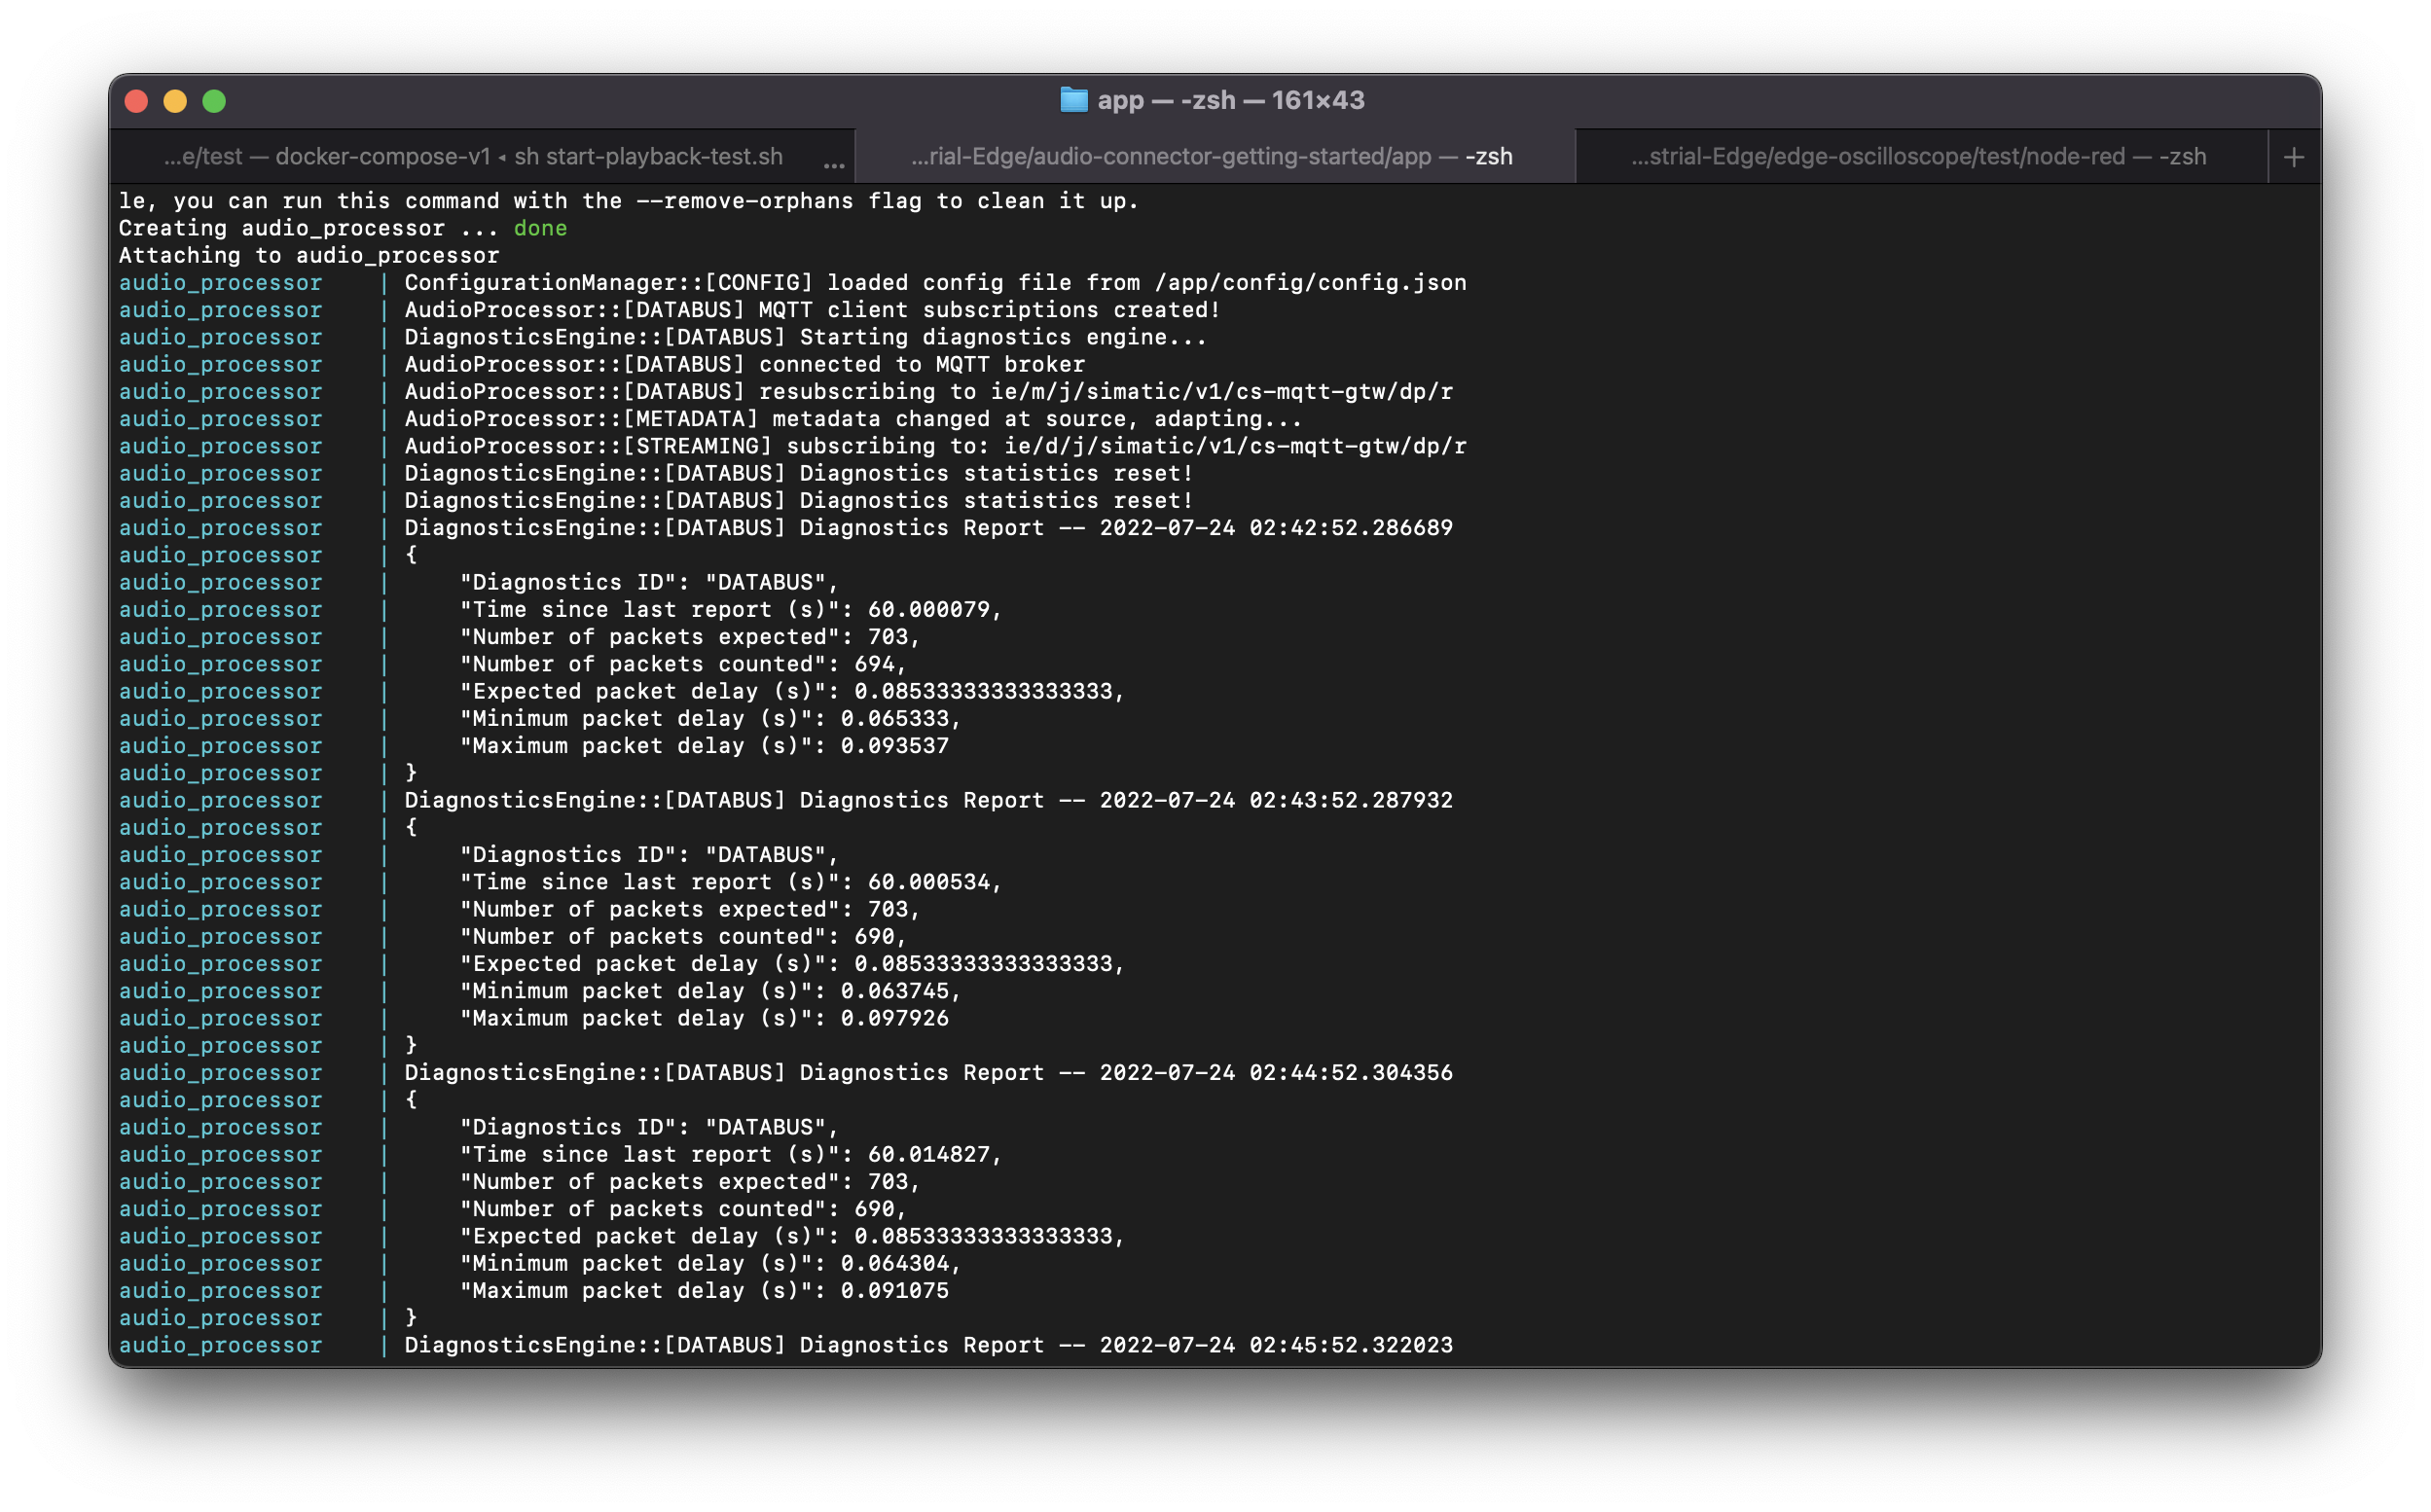 app — -zsh — 161×43
...e/test — docker-compose-v1 ◂ sh start-playback-test.sh ...
...rial-Edge/audio-connector-getting-started/app — -zsh
...strial-Edge/edge-oscilloscope/test/node-red — -zsh
+
le, you can run this command with the --remove-orphans flag to clean it up.
Creating audio_processor ... done
Attaching to audio_processor
audio_processor    | ConfigurationManager::[CONFIG] loaded config file from /app/config/config.json
audio_processor    | AudioProcessor::[DATABUS] MQTT client subscriptions created!
audio_processor    | DiagnosticsEngine::[DATABUS] Starting diagnostics engine...
audio_processor    | AudioProcessor::[DATABUS] connected to MQTT broker
audio_processor    | AudioProcessor::[DATABUS] resubscribing to ie/m/j/simatic/v1/cs-mqtt-gtw/dp/r
audio_processor    | AudioProcessor::[METADATA] metadata changed at source, adapting...
audio_processor    | AudioProcessor::[STREAMING] subscribing to: ie/d/j/simatic/v1/cs-mqtt-gtw/dp/r
audio_processor    | DiagnosticsEngine::[DATABUS] Diagnostics statistics reset!
audio_processor    | DiagnosticsEngine::[DATABUS] Diagnostics statistics reset!
audio_processor    | DiagnosticsEngine::[DATABUS] Diagnostics Report -- 2022-07-24 02:42:52.286689
audio_processor    | {
audio_processor    |     "Diagnostics ID": "DATABUS",
audio_processor    |     "Time since last report (s)": 60.000079,
audio_processor    |     "Number of packets expected": 703,
audio_processor    |     "Number of packets counted": 694,
audio_processor    |     "Expected packet delay (s)": 0.08533333333333333,
audio_processor    |     "Minimum packet delay (s)": 0.065333,
audio_processor    |     "Maximum packet delay (s)": 0.093537
audio_processor    | }
audio_processor    | DiagnosticsEngine::[DATABUS] Diagnostics Report -- 2022-07-24 02:43:52.287932
audio_processor    | {
audio_processor    |     "Diagnostics ID": "DATABUS",
audio_processor    |     "Time since last report (s)": 60.000534,
audio_processor    |     "Number of packets expected": 703,
audio_processor    |     "Number of packets counted": 690,
audio_processor    |     "Expected packet delay (s)": 0.08533333333333333,
audio_processor    |     "Minimum packet delay (s)": 0.063745,
audio_processor    |     "Maximum packet delay (s)": 0.097926
audio_processor    | }
audio_processor    | DiagnosticsEngine::[DATABUS] Diagnostics Report -- 2022-07-24 02:44:52.304356
audio_processor    | {
audio_processor    |     "Diagnostics ID": "DATABUS",
audio_processor    |     "Time since last report (s)": 60.014827,
audio_processor    |     "Number of packets expected": 703,
audio_processor    |     "Number of packets counted": 690,
audio_processor    |     "Expected packet delay (s)": 0.08533333333333333,
audio_processor    |     "Minimum packet delay (s)": 0.064304,
audio_processor    |     "Maximum packet delay (s)": 0.091075
audio_processor    | }
audio_processor    | DiagnosticsEngine::[DATABUS] Diagnostics Report -- 2022-07-24 02:45:52.322023